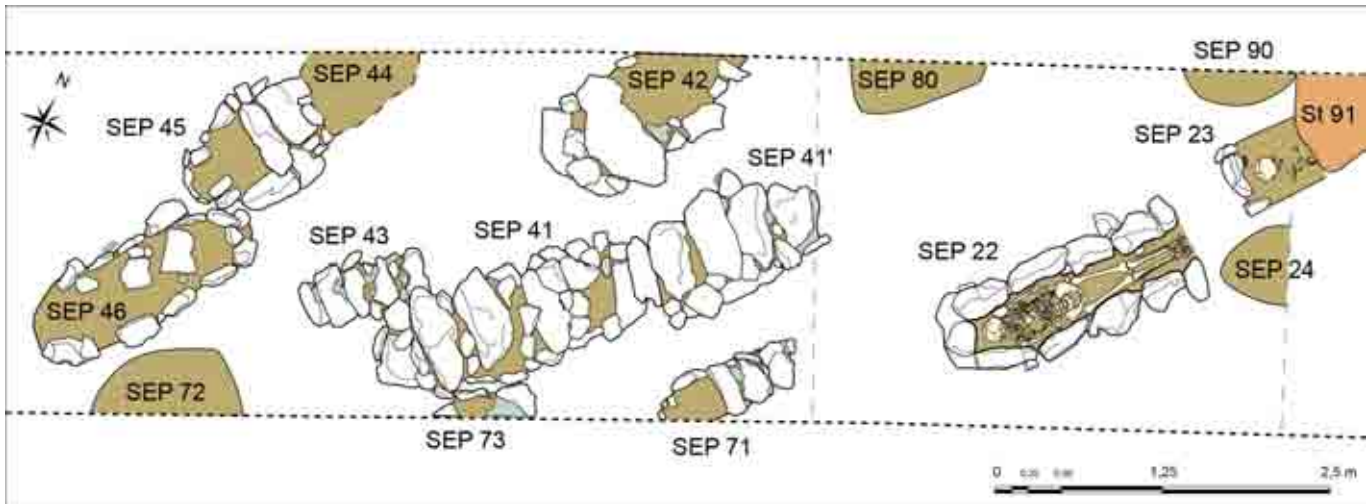 SEP 90
SEP 44
SEP 42
SEP 80
N
St 91
SEP 45
SEP 23
SEP 41'
SEP 43
SEP 41
SEP 22
SEP 24
SEP 46
SEP 72
SEP 73
SEP 71
0
1,25
2,5 m